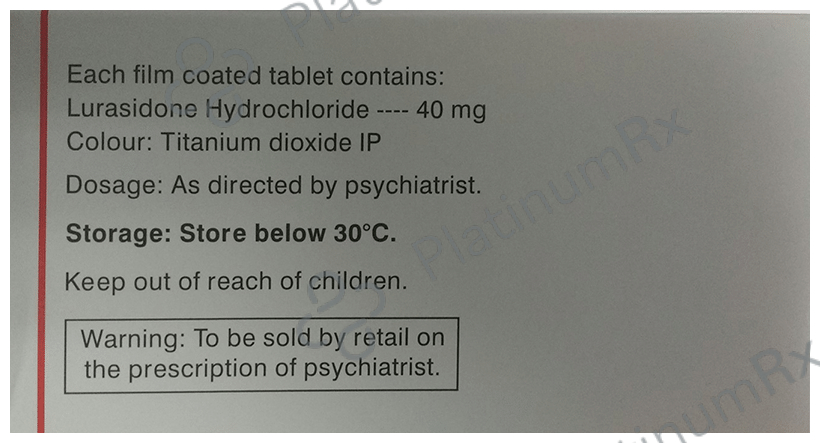 Each film coated tablet contains:
Lurasidone Hydrochloride ---- 40 mg
Colour: Titanium dioxide IP
Dosage: As directed by psychiatrist.
Storage: Store below 30°C.
Keep out of reach of children.
Warning: To be sold by retail on
the prescription of psychiatrist.
PlatinumRx